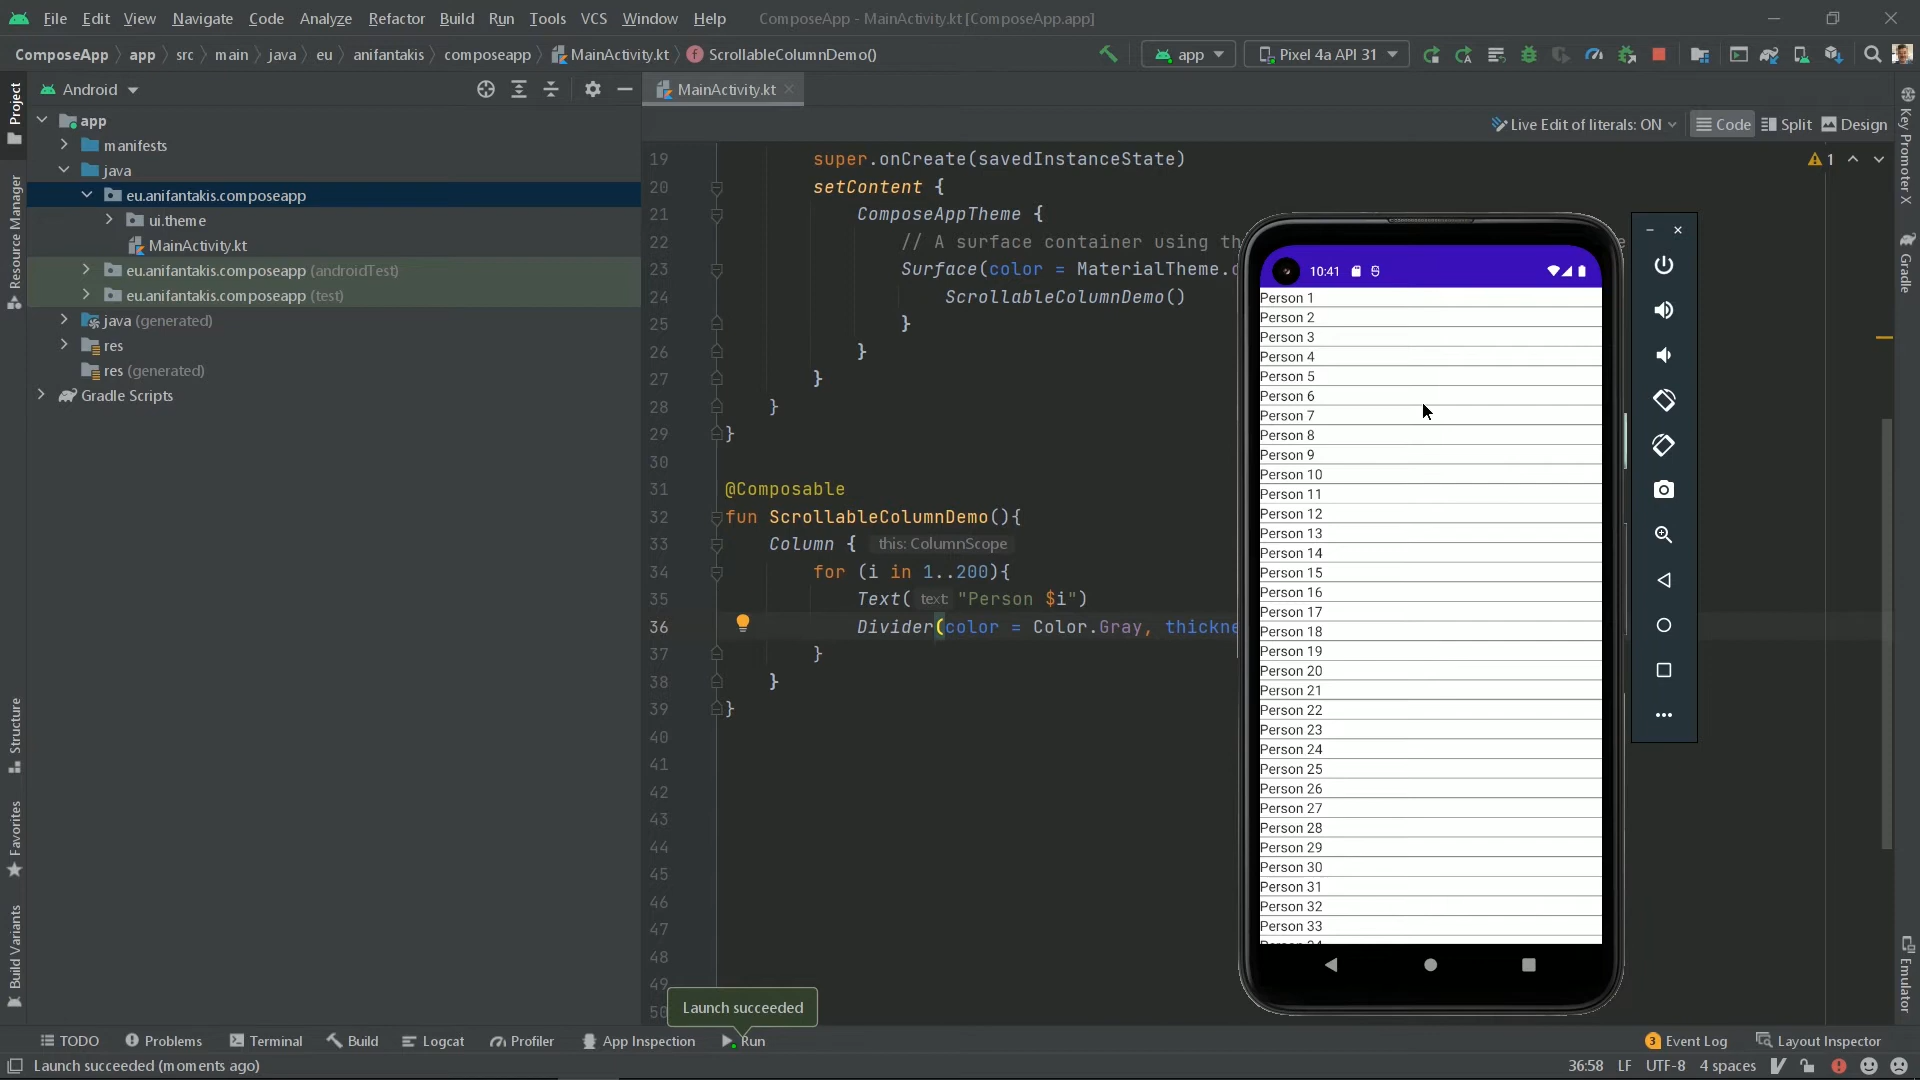 File Edit View Navigate Code Analyze Refactor Build Run Tools VCS Window Help ComposeApp - MainActivity.kt [ComposeApp.app]
ComposeApp app src main java eu anifantakis composeapp MainActivity.kt ScrollableColumnDemo() app Pixel 4a API 31
Android
MainActivity.kt
Live Edit of literals: ON Code Split Design
Project
Resource Manager
Structure
Favorites
Build Variants
app
manifests
java
eu.anifantakis.composeapp
ui.theme
MainActivity.kt
eu.anifantakis.composeapp (androidTest)
eu.anifantakis.composeapp (test)
java (generated)
res
res (generated)
Gradle Scripts
1
19 super.onCreate(savedInstanceState)
20 setContent {
21 ComposeAppTheme {
22 // A surface container using th
23 Surface(color = MaterialTheme.
24 ScrollableColumnDemo()
25 }
26 }
27 }
28 }
29 }
30
31 @Composable
32 fun ScrollableColumnDemo(){
33 Column { this: ColumnScope
34 for (i in 1..200){
35 Text( text: "Person $i")
36 Divider(color = Color.Gray, thickne
37 }
38 }
39 }
40
41
42
43
44
45
46
47
48
49
50
10:41
Person 1
Person 2
Person 3
Person 4
Person 5
Person 6
Person 7
Person 8
Person 9
Person 10
Person 11
Person 12
Person 13
Person 14
Person 15
Person 16
Person 17
Person 18
Person 19
Person 20
Person 21
Person 22
Person 23
Person 24
Person 25
Person 26
Person 27
Person 28
Person 29
Person 30
Person 31
Person 32
Person 33
Key Promoter X
Gradle
Emulator
Launch succeeded
TODO Problems Terminal Build Logcat Profiler App Inspection Run 3 Event Log Layout Inspector
Launch succeeded (moments ago) 36:58 LF UTF-8 4 spaces